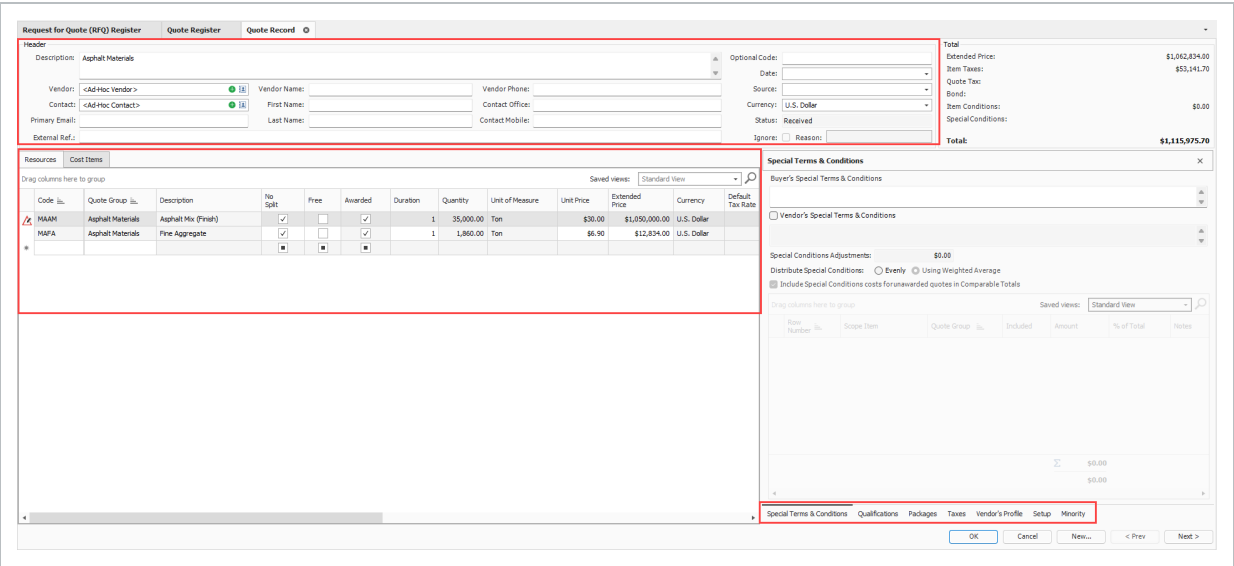 Request for Quote (RFQ) Register Quote Register Quote Record
Header
Description: Asphalt Materials
Optional Code:
Date:
Vendor: <Ad-Hoc Vendor> Vendor Name: Vendor Phone: Source:
Contact: <Ad-Hoc Contact> First Name: Contact Office: Currency: U.S. Dollar
Primary Email: Last Name: Contact Mobile: Status: Received
External Ref.: Ignore: Reason:
Total
Extended Price: $1,062,834.00
Item Taxes: $53,141.70
Quote Tax:
Bond:
Item Conditions: $0.00
Special Conditions:
Total: $1,115,975.70
Resources Cost Items
Drag columns here to group Saved views: Standard View
Code Quote Group Description No Split Free Awarded Duration Quantity Unit of Measure Unit Price Extended Price Currency Default Tax Rate
MAAM Asphalt Materials Asphalt Mix (Finish) 1 35,000.00 Ton $30.00 $1,050,000.00 U.S. Dollar
MAFA Asphalt Materials Fine Aggregate 1 1,860.00 Ton $6.90 $12,834.00 U.S. Dollar
Special Terms & Conditions
Buyer's Special Terms & Conditions
Vendor's Special Terms & Conditions
Special Conditions Adjustments: $0.00
Distribute Special Conditions: Evenly Using Weighted Average
Include Special Conditions costs for unawarded quotes in Comparable Totals
Drag columns here to group Saved views: Standard View
Row Number Scope Item Quote Group Included Amount % of Total Notes
Σ $0.00
$0.00
Special Terms & Conditions Qualifications Packages Taxes Vendor's Profile Setup Minority
OK Cancel New... < Prev Next >